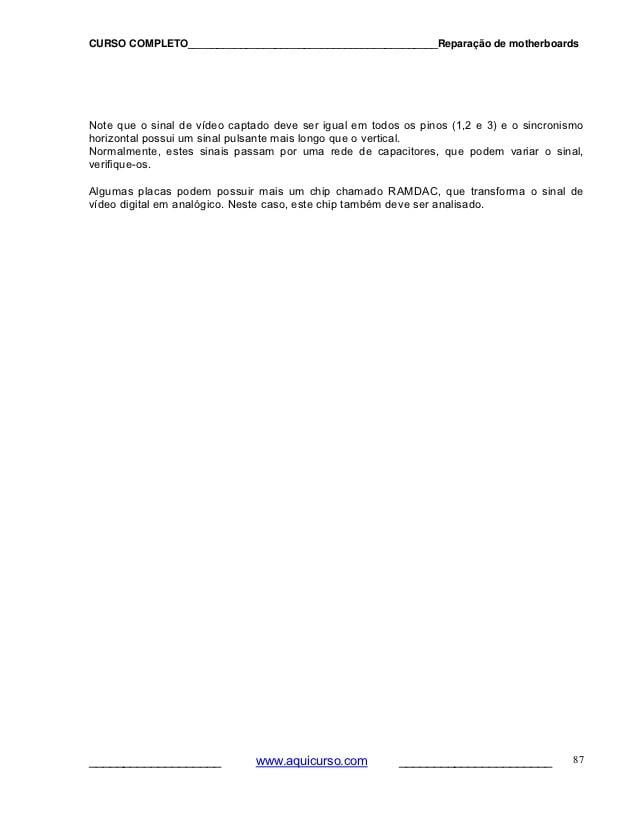 CURSO COMPLETO__________________________________________Reparação de motherboards
Note que o sinal de vídeo captado deve ser igual em todos os pinos (1,2 e 3) e o sincronismo
horizontal possui um sinal pulsante mais longo que o vertical.
Normalmente, estes sinais passam por uma rede de capacitores, que podem variar o sinal,
verifique-os.
Algumas placas podem possuir mais um chip chamado RAMDAC, que transforma o sinal de
vídeo digital em analógico. Neste caso, este chip também deve ser analisado.
___________________ www.aquicurso.com ______________________ 87